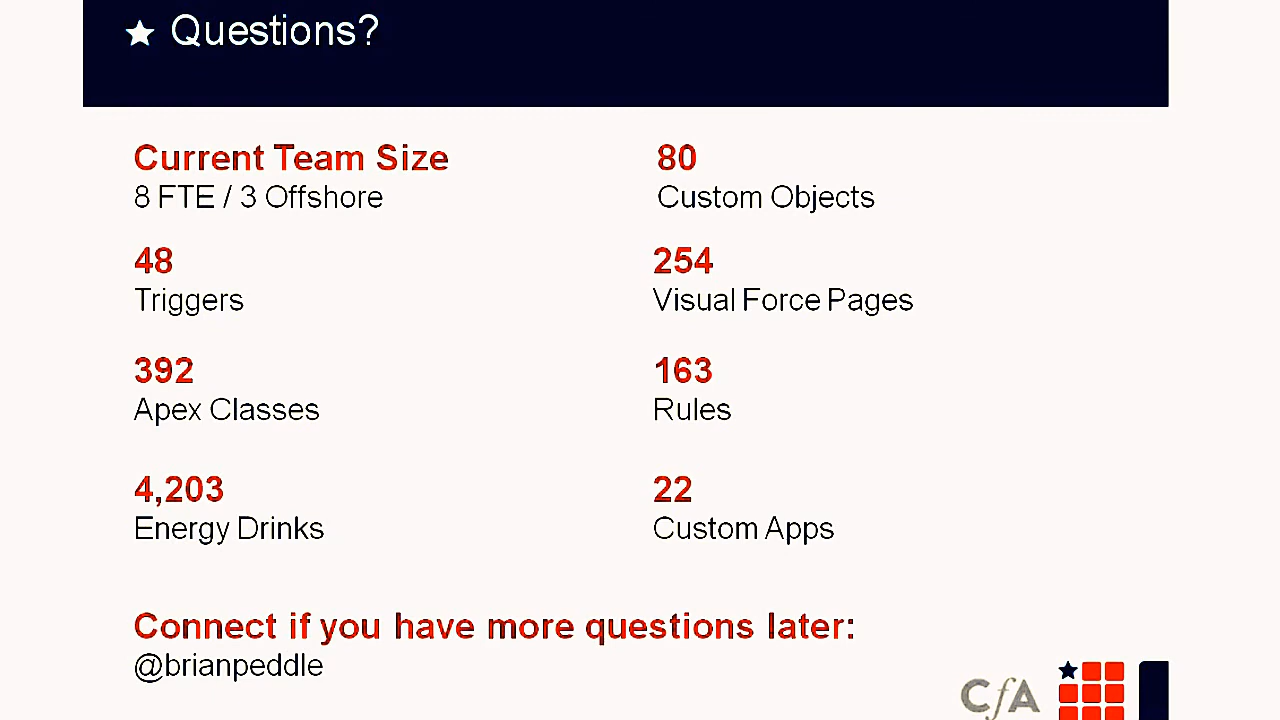 Questions?
Current Team Size
8 FTE / 3 Offshore
80
Custom Objects
48
Triggers
254
Visual Force Pages
392
Apex Classes
163
Rules
4,203
Energy Drinks
22
Custom Apps
Connect if you have more questions later:
@brianpeddle
CfA